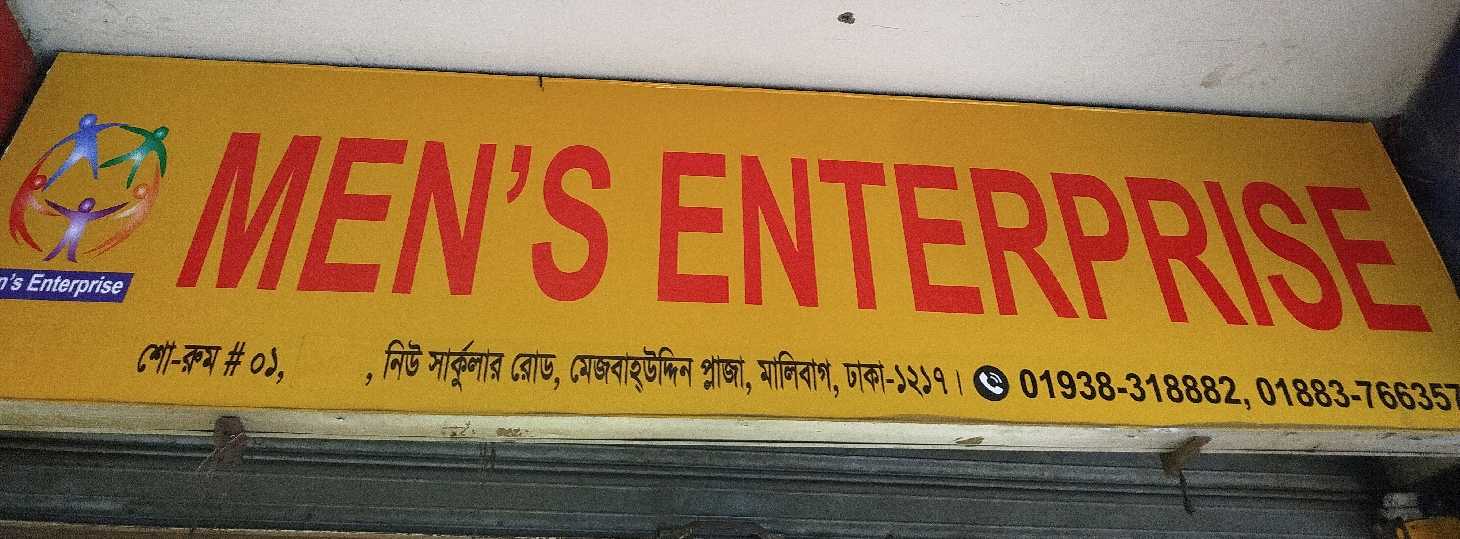 MEN'S ENTERPRISE
n's Enterprise
শো-রুম # ০১, , নিউ সার্কুলার রোড, মেজবাহ্উদ্দিন প্লাজা, মালিবাগ, ঢাকা-১২১৭। 01938-318882, 01883-766357